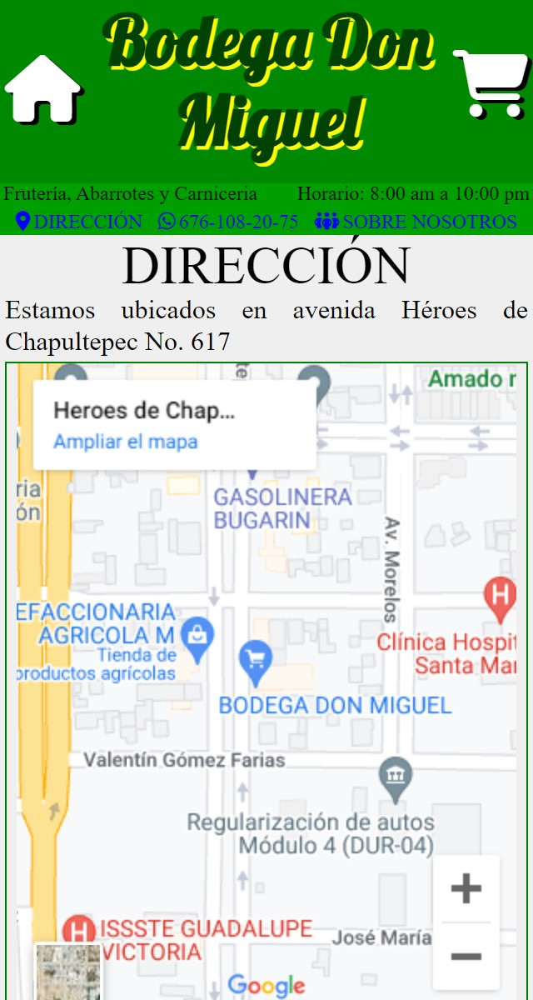 Bodega Don
Miguel
Frutería, Abarrotes y Carniceria
Horario: 8:00 am a 10:00 pm
DIRECCIÓN
676-108-20-75
SOBRE NOSOTROS
DIRECCIÓN
Estamos ubicados en avenida Héroes de
Chapultepec No. 617
Amado
Heroes de Chap...
Ampliar el mapa
GASOLINERA
BUGARIN
Av. Morelos
EFACCIONARIA
AGRICOLA M
Tienda de
productos agrícolas
H
Clínica Hospit
Santa Mar
BODEGA DON MIGUEL
Valentín Gómez Farias
Regularización de autos
Módulo 4 (DUR-04)
+
H
ISSSTE GUADALUPE
VICTORIA
José María
−
Google